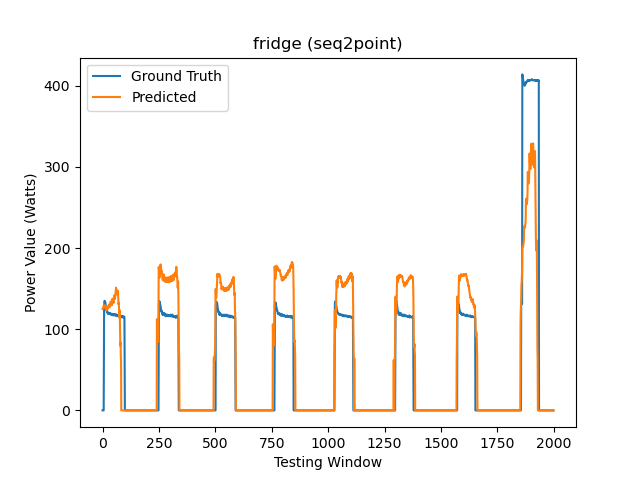 fridge (seq2point)
Ground Truth
Predicted
Power Value (Watts)
400
300
200
100
0
0 250 500 750 1000 1250 1500 1750 2000
Testing Window